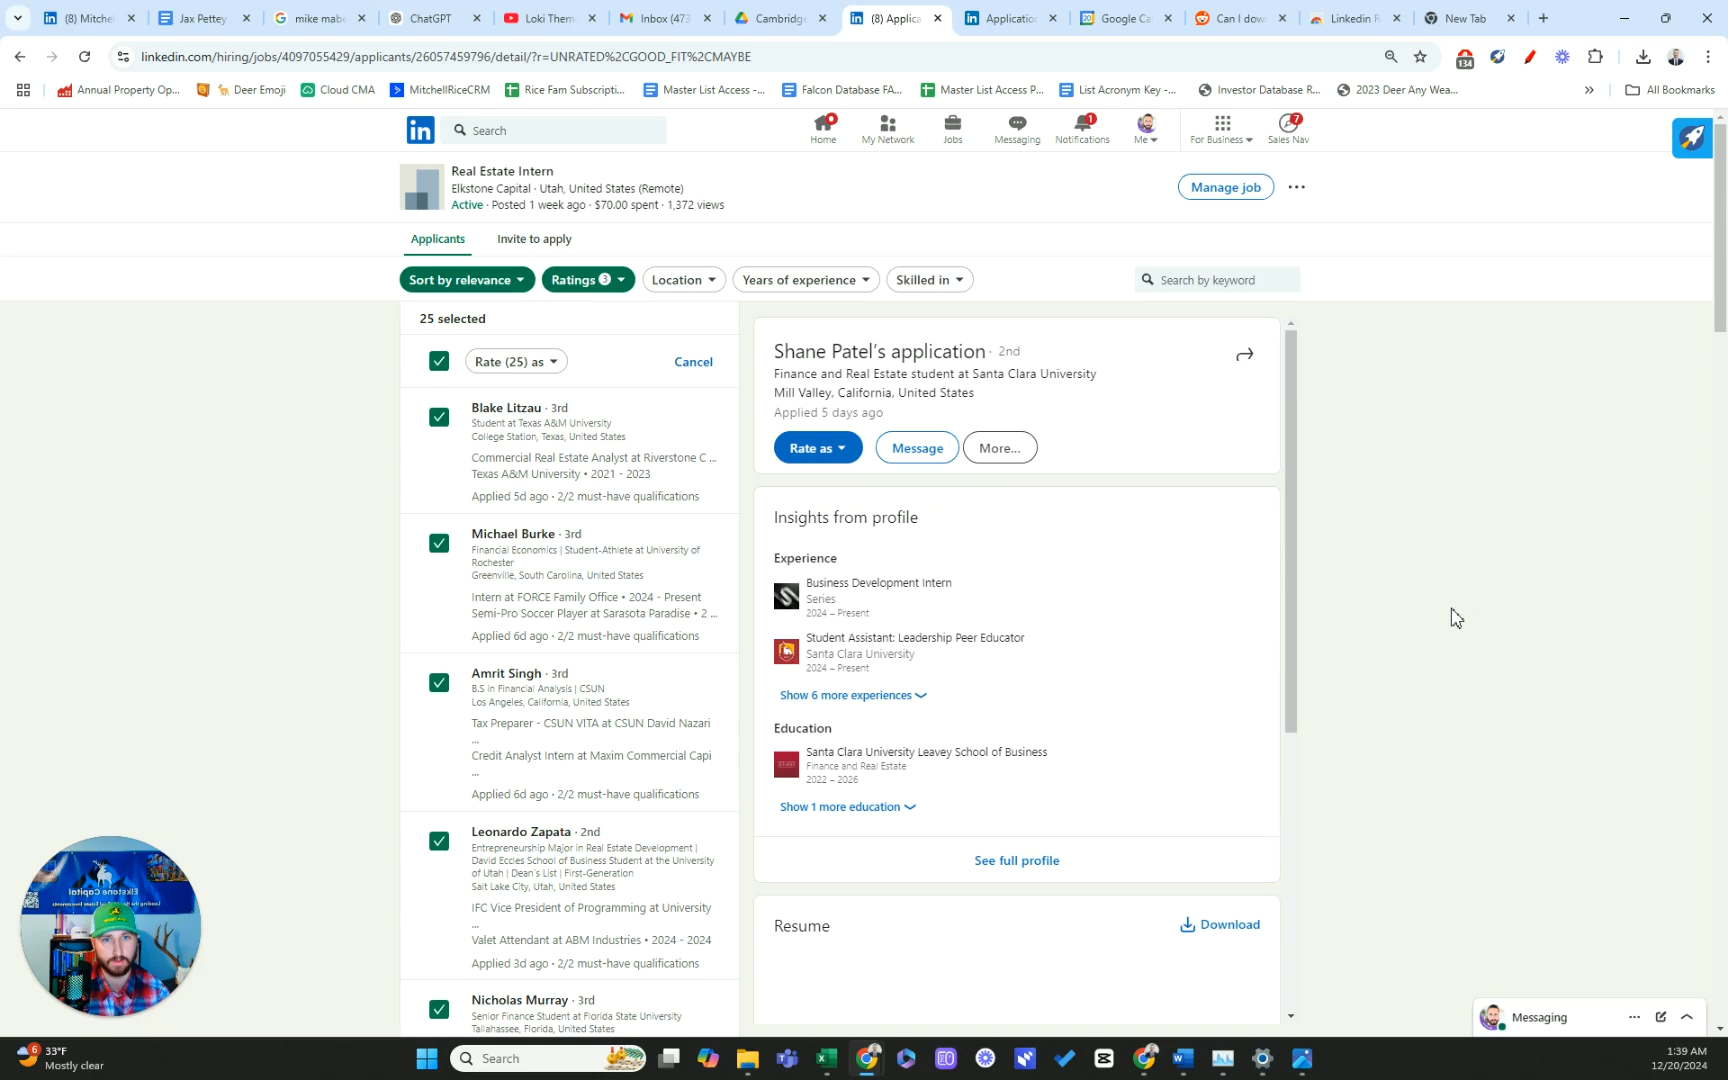 (8) Mitchel
Jax Pettey
mike mabe
ChatGPT
Loki Them
Inbox (473
Cambridge
(8) Applica
Application
Google Cal
Can I dow
Linkedin R
New Tab
linkedin.com/hiring/jobs/4097055429/applicants/26057459796/detail/?r=UNRATED%2CGOOD_FIT%2CMAYBE
134
Annual Property Op...
Deer Emoji
Cloud CMA
MitchellRiceCRM
Rice Fam Subscripti...
Master List Access -...
Falcon Database FA...
Master List Access P...
List Acronym Key -...
Investor Database R...
2023 Deer Any Wea...
All Bookmarks
in
Search
Home
My Network
Jobs
Messaging
1
Notifications
Me
For Business
7
Sales Nav
Real Estate Intern
Elkstone Capital · Utah, United States (Remote)
Active · Posted 1 week ago · $70.00 spent · 1,372 views
Manage job
Applicants
Invite to apply
Sort by relevance
Ratings 3
Location
Years of experience
Skilled in
Search by keyword
25 selected
Rate (25) as
Cancel
Blake Litzau · 3rd
Student at Texas A&M University
College Station, Texas, United States
Commercial Real Estate Analyst at Riverstone C ...
Texas A&M University • 2021 - 2023
Applied 5d ago · 2/2 must-have qualifications
Michael Burke · 3rd
Financial Economics | Student-Athlete at University of
Rochester
Greenville, South Carolina, United States
Intern at FORCE Family Office • 2024 - Present
Semi-Pro Soccer Player at Sarasota Paradise • 2 ...
Applied 6d ago · 2/2 must-have qualifications
Amrit Singh · 3rd
B.S in Financial Analysis | CSUN
Los Angeles, California, United States
Tax Preparer - CSUN VITA at CSUN David Nazari
...
Credit Analyst Intern at Maxim Commercial Capi
...
Applied 6d ago · 2/2 must-have qualifications
Leonardo Zapata · 2nd
Entrepreneurship Major in Real Estate Development |
David Eccles School of Business Student at the University
of Utah | Dean's List | First-Generation
Salt Lake City, Utah, United States
IFC Vice President of Programming at University
...
Valet Attendant at ABM Industries • 2024 - 2024
Applied 3d ago · 2/2 must-have qualifications
Nicholas Murray · 3rd
Senior Finance Student at Florida State University
Tallahassee, Florida, United States
Shane Patel's application · 2nd
Finance and Real Estate student at Santa Clara University
Mill Valley, California, United States
Applied 5 days ago
Rate as
Message
More...
Insights from profile
Experience
Business Development Intern
Series
2024 – Present
Student Assistant: Leadership Peer Educator
Santa Clara University
2024 – Present
Show 6 more experiences
Education
Santa Clara University Leavey School of Business
Finance and Real Estate
2022 – 2026
Show 1 more education
See full profile
Resume
Download
Elkstone Capital
Messaging
6
33°F
Mostly clear
Search
1:39 AM
12/20/2024